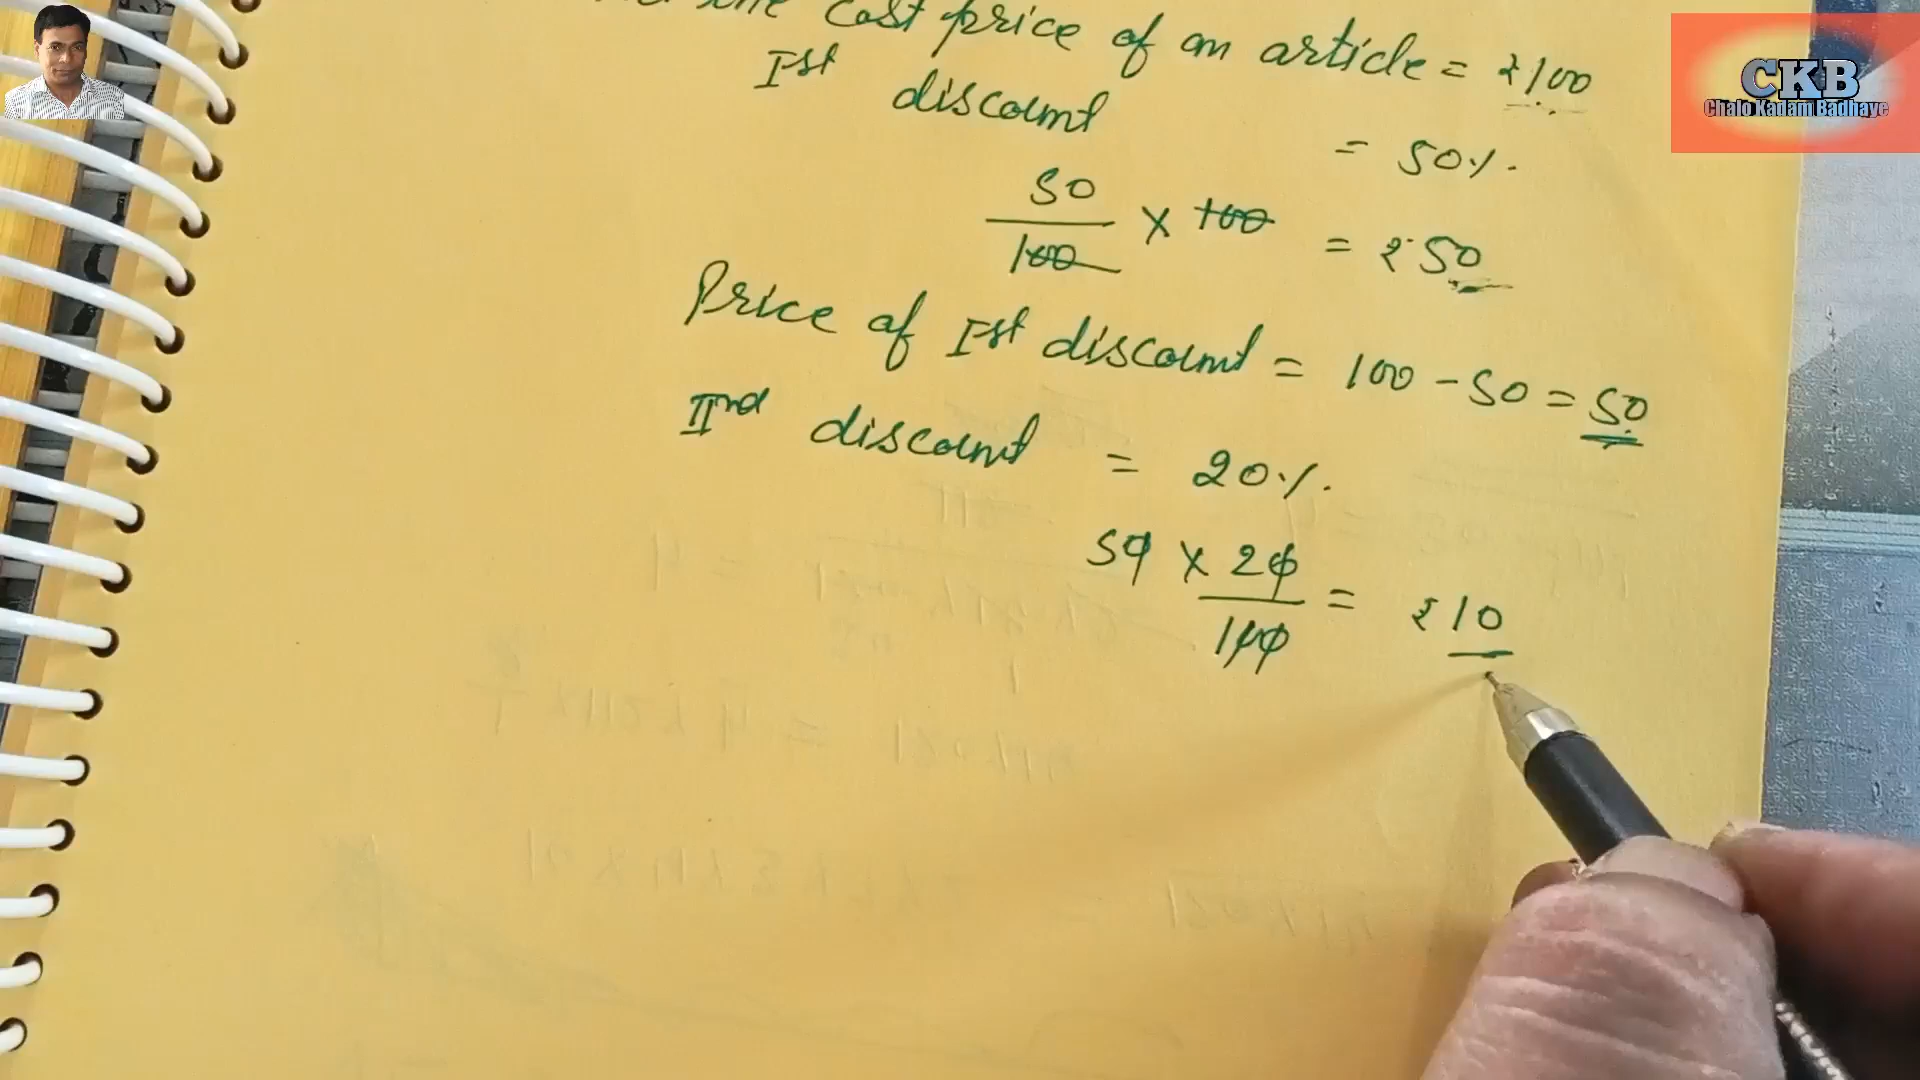 the cost price of an article = ₹100
Ist discount = 50%.
50
100
× 100 = ₹50
Price of Ist discount = 100 - 50 = 50
IInd discount = 20%.
50 × 20 = ₹10
100
CKB
Chalo Kadam Badhaye